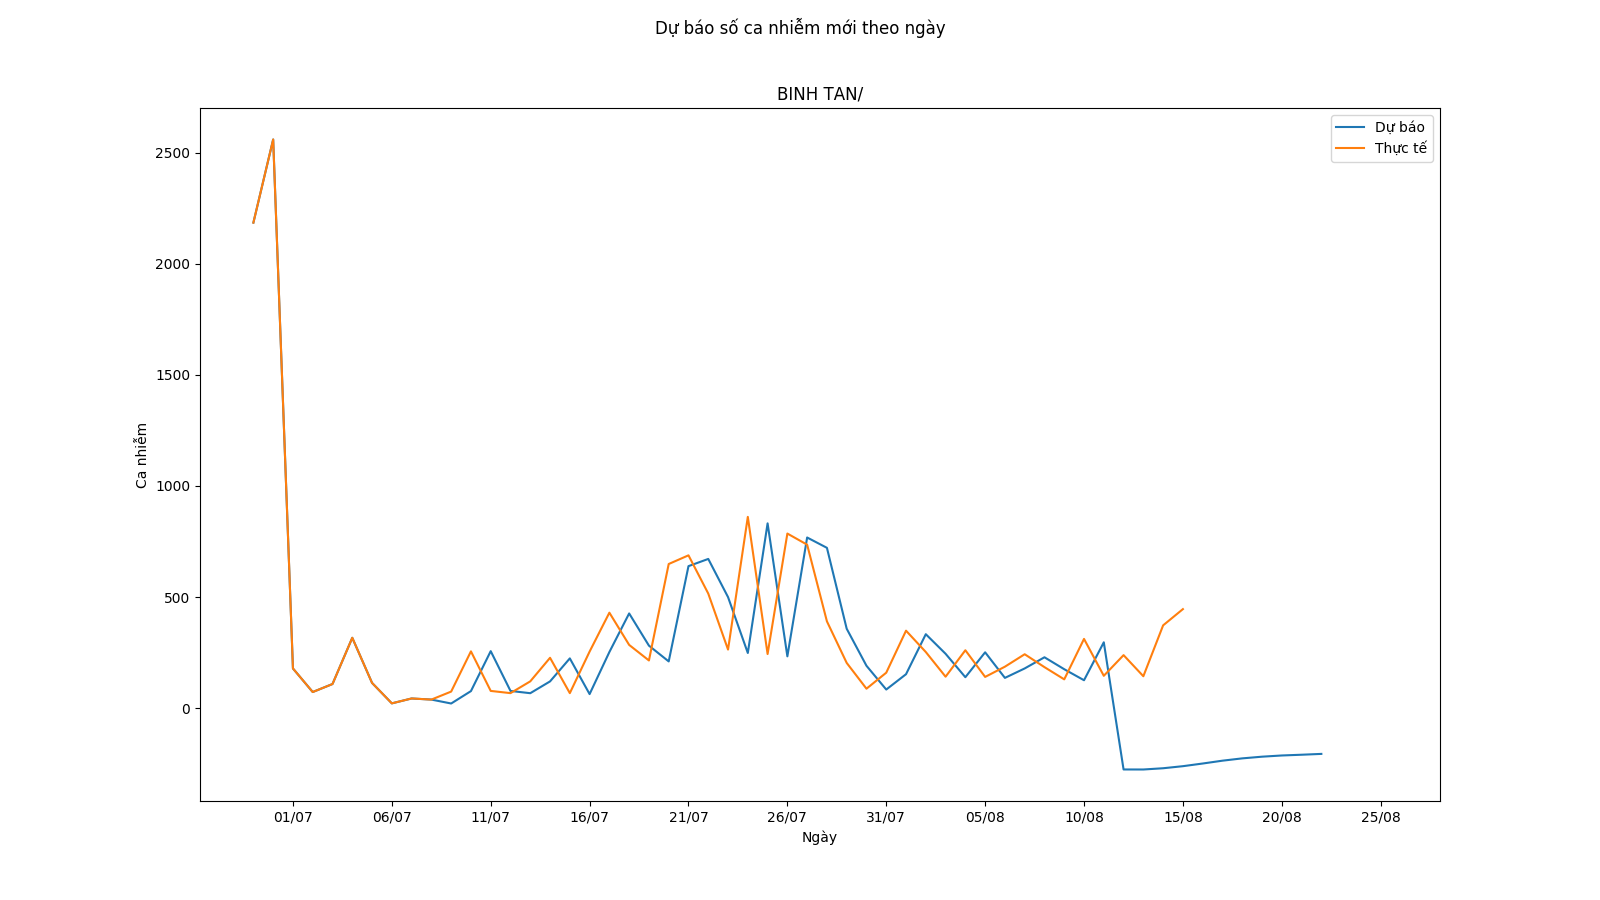 Dự báo số ca nhiễm mới theo ngày
BINH TAN/
Dự báo
Thực tế
2500
2000
1500
1000
500
0
Ca nhiễm
01/07 06/07 11/07 16/07 21/07 26/07 31/07 05/08 10/08 15/08 20/08 25/08
Ngày